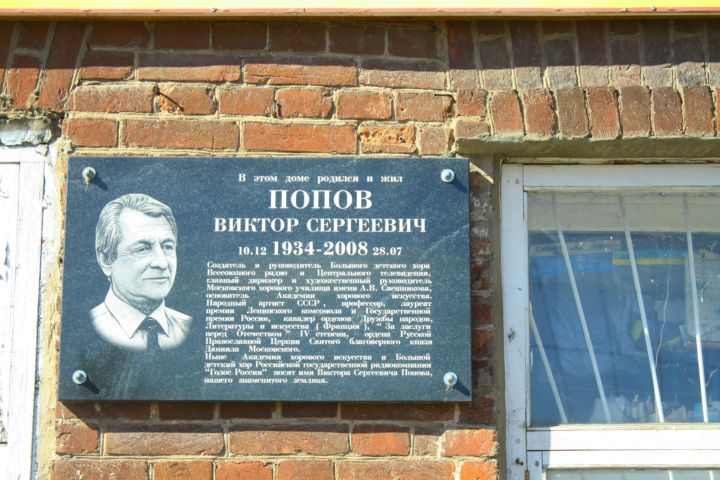 В этом доме родился и жил
ПОПОВ
ВИКТОР СЕРГЕЕВИЧ
10.12 1934-2008 28.07
Создатель и руководитель Большого детского хора
Всесоюзного радио и Центрального телевидения,
главный дирижер и художественный руководитель
Московского хорового училища имени А.В. Свешникова,
основатель Академии хорового искусства.
Народный артист СССР, профессор, лауреат
премии Ленинского комсомола и Государственной
премии России, кавалер орденов Дружбы народов,
Литературы и искусства ( Франция ), " За заслуги
перед Отечеством" IV степени, ордена Русской
Православной Церкви Святого благоверного князя
Даниила Московского.
Ныне Академия хорового искусства и Большой
детский хор Российской государственной радиокомпании
"Голос России" носят имя Виктора Сергеевича Попова,
нашего знаменитого земляка.